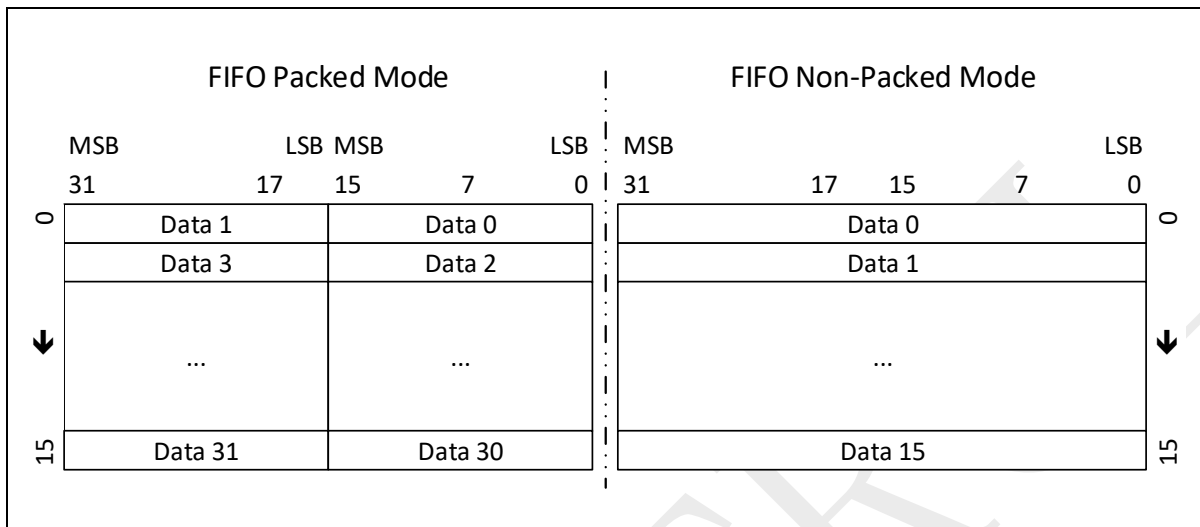 FIFO Packed Mode FIFO Non-Packed Mode
MSB LSB MSB LSB MSB LSB
31 17 15 7 0 31 17 15 7 0
0 Data 1 Data 0 Data 0 0
Data 3 Data 2 Data 1
... ... ...
15 Data 31 Data 30 Data 15 15